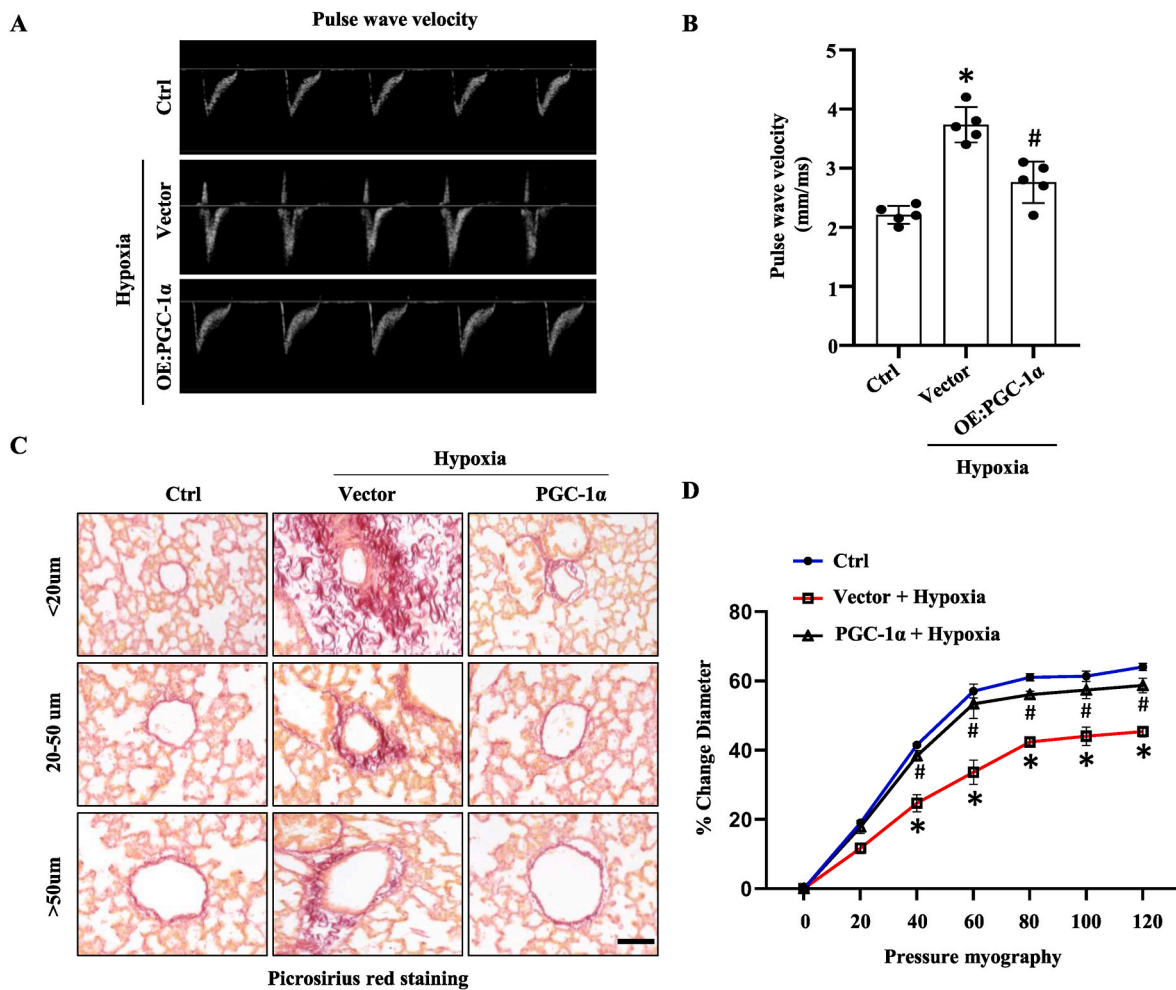 A
Pulse wave velocity
Ctrl
Hypoxia
Vector
OE:PGC-1α
B
Pulse wave velocity
(mm/ms)
5
4
3
2
1
0
*
#
Ctrl
Vector
OE:PGC-1α
Hypoxia
C
Hypoxia
Ctrl
Vector
PGC-1α
<20um
20-50 um
>50um
Picrosirius red staining
D
Ctrl
Vector + Hypoxia
PGC-1α + Hypoxia
% Change Diameter
80
60
40
20
0
# # # # #
* * * * *
0 20 40 60 80 100 120
Pressure myography